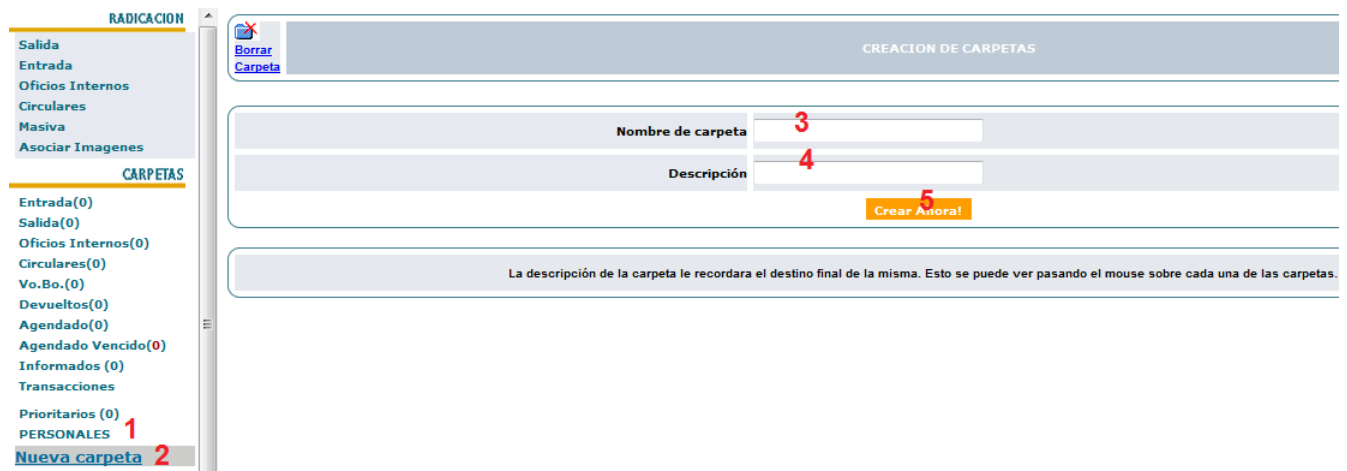 RADICACION
Salida
Entrada
Oficios Internos
Circulares
Masiva
Asociar Imagenes
CARPETAS
Entrada(0)
Salida(0)
Oficios Internos(0)
Circulares(0)
Vo.Bo.(0)
Devueltos(0)
Agendado(0)
Agendado Vencido(0)
Informados (0)
Transacciones
Prioritarios (0)
PERSONALES 1
Nueva carpeta 2
Borrar
Carpeta
CREACION DE CARPETAS
Nombre de carpeta 3
Descripción 4
Crear Ahora! 5
La descripción de la carpeta le recordara el destino final de la misma. Esto se puede ver pasando el mouse sobre cada una de las carpetas.